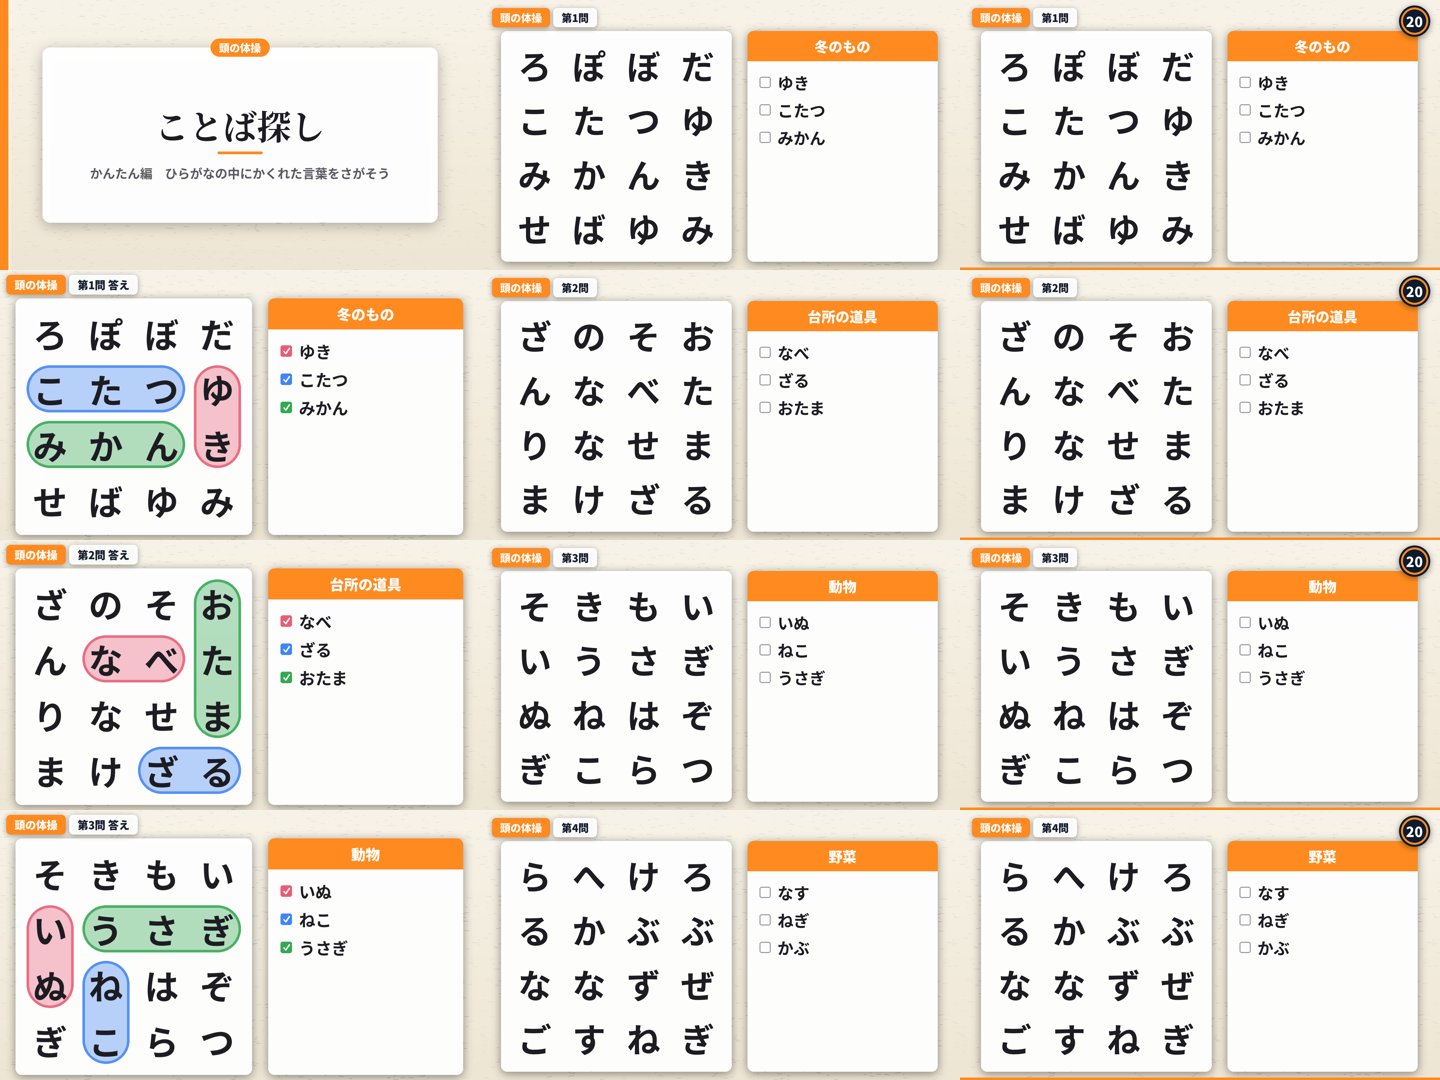 頭の体操
ことば探し
かんたん編　ひらがなの中にかくれた言葉をさがそう
頭の体操 第1問
ろ ぽ ぼ だ
こ た つ ゆ
み か ん き
せ ば ゆ み
冬のもの
ゆき
こたつ
みかん
頭の体操 第1問
20
ろ ぽ ぼ だ
こ た つ ゆ
み か ん き
せ ば ゆ み
冬のもの
ゆき
こたつ
みかん
頭の体操 第1問 答え
ろ ぽ ぼ だ
こ た つ ゆ
み か ん き
せ ば ゆ み
冬のもの
ゆき
こたつ
みかん
頭の体操 第2問
ざ の そ お
ん な べ た
り な せ ま
ま け ざ る
台所の道具
なべ
ざる
おたま
頭の体操 第2問
20
ざ の そ お
ん な べ た
り な せ ま
ま け ざ る
台所の道具
なべ
ざる
おたま
頭の体操 第2問 答え
ざ の そ お
ん な べ た
り な せ ま
ま け ざ る
台所の道具
なべ
ざる
おたま
頭の体操 第3問
そ き も い
い う さ ぎ
ぬ ね は ぞ
ぎ こ ら つ
動物
いぬ
ねこ
うさぎ
頭の体操 第3問
20
そ き も い
い う さ ぎ
ぬ ね は ぞ
ぎ こ ら つ
動物
いぬ
ねこ
うさぎ
頭の体操 第3問 答え
そ き も い
い う さ ぎ
ぬ ね は ぞ
ぎ こ ら つ
動物
いぬ
ねこ
うさぎ
頭の体操 第4問
ら へ け ろ
る か ぶ ぶ
な な ず ぜ
ご す ね ぎ
野菜
なす
ねぎ
かぶ
頭の体操 第4問
20
ら へ け ろ
る か ぶ ぶ
な な ず ぜ
ご す ね ぎ
野菜
なす
ねぎ
かぶ